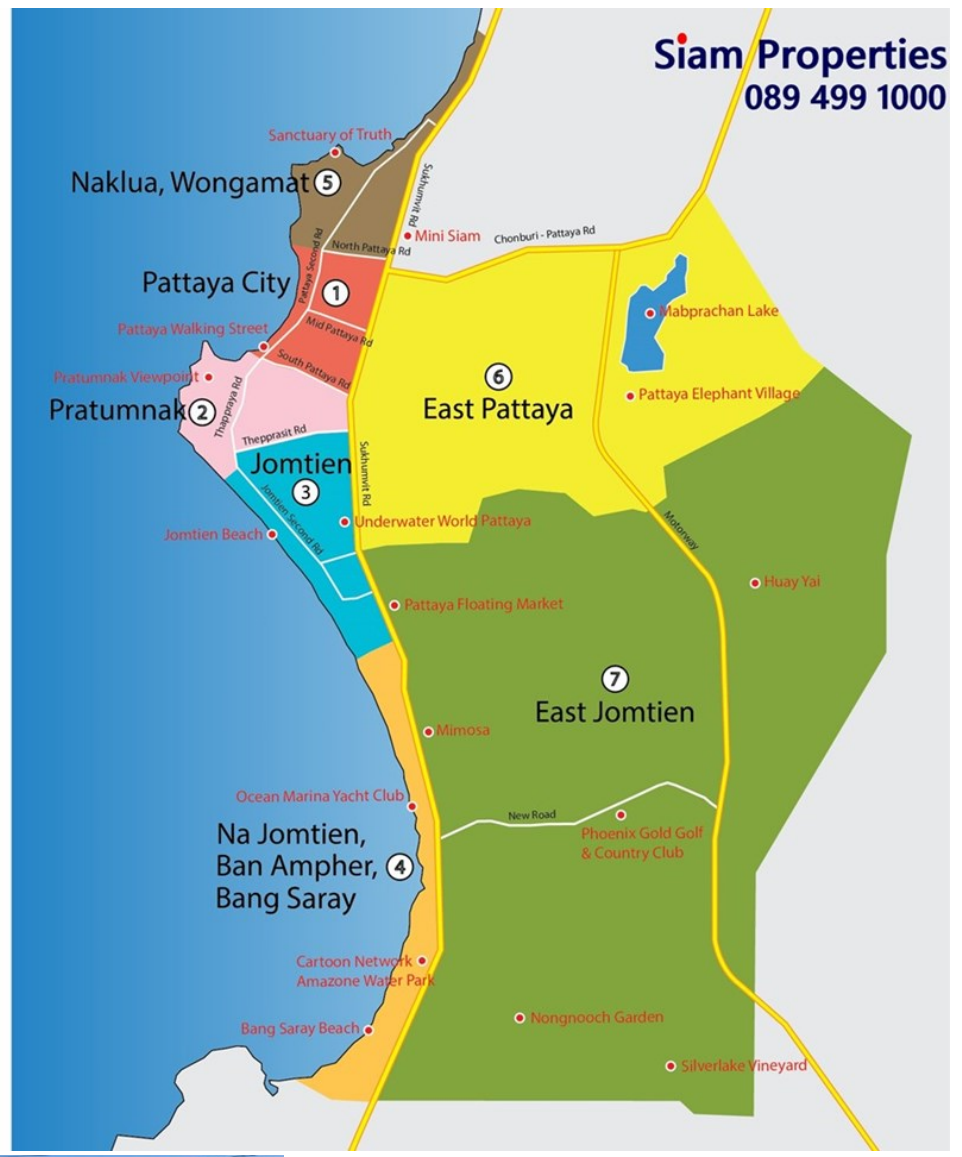 Siam Properties
089 499 1000
Sanctuary of Truth
Naklua, Wongamat 5
Sukhumvit Rd
Mini Siam
Chonburi - Pattaya Rd
North Pattaya Rd
Pattaya Second Rd
Pattaya City
1
Mabprachan Lake
Pattaya Walking Street
Mid Pattaya Rd
South Pattaya Rd
Pratumnak Viewpoint
6
East Pattaya
Pattaya Elephant Village
Pratumnak 2
Thappraya Rd
Thepprasit Rd
Jomtien
3
Sukhumvit Rd
Jomtien Second Rd
Underwater World Pattaya
Jomtien Beach
Motorway
Huay Yai
Pattaya Floating Market
7
East Jomtien
Mimosa
Ocean Marina Yacht Club
New Road
Phoenix Gold Golf
& Country Club
Na Jomtien,
Ban Ampher, 4
Bang Saray
Cartoon Network
Amazone Water Park
Nongnooch Garden
Bang Saray Beach
Silverlake Vineyard